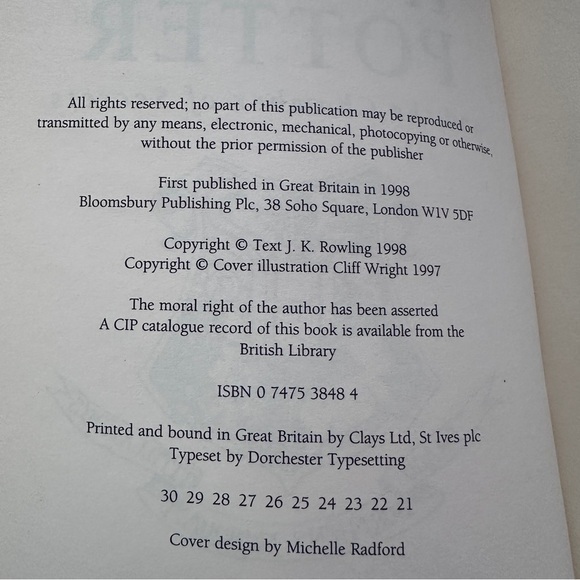 POTTER
All rights reserved; no part of this publication may be reproduced or
transmitted by any means, electronic, mechanical, photocopying or otherwise,
without the prior permission of the publisher
First published in Great Britain in 1998
Bloomsbury Publishing Plc, 38 Soho Square, London W1V 5DF
Copyright © Text J. K. Rowling 1998
Copyright © Cover illustration Cliff Wright 1997
The moral right of the author has been asserted
A CIP catalogue record of this book is available from the
British Library
ISBN 0 7475 3848 4
Printed and bound in Great Britain by Clays Ltd, St Ives plc
Typeset by Dorchester Typesetting
30 29 28 27 26 25 24 23 22 21
Cover design by Michelle Radford